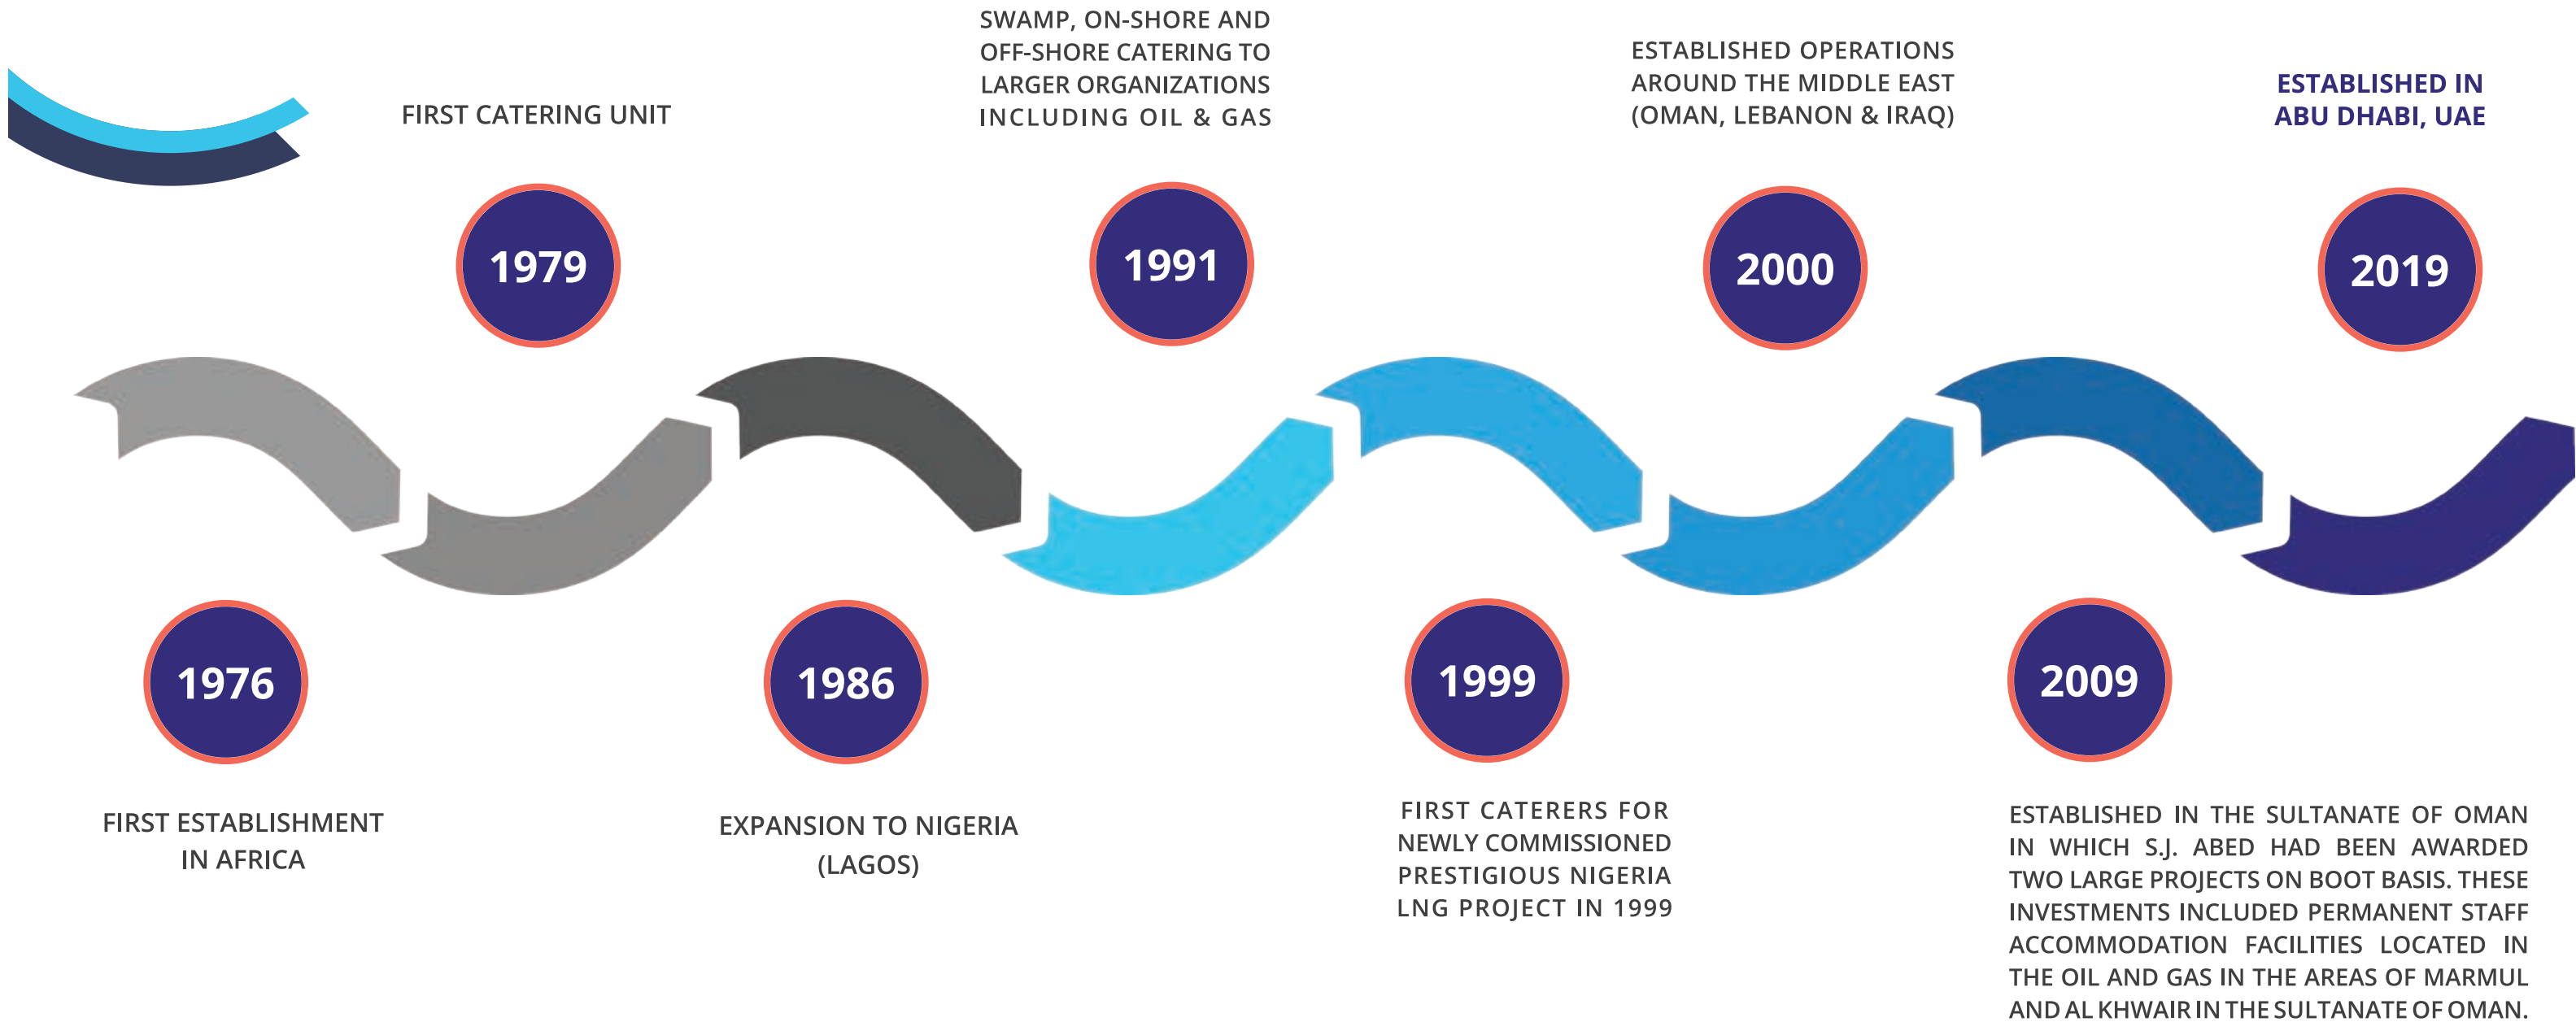 FIRST ESTABLISHMENT
IN AFRICA
1976
FIRST CATERING UNIT
1979
1986
EXPANSION TO NIGERIA
(LAGOS)
SWAMP, ON-SHORE AND
OFF-SHORE CATERING TO
LARGER ORGANIZATIONS
INCLUDING OIL & GAS
1991
1999
FIRST CATERERS FOR
NEWLY COMMISSIONED
PRESTIGIOUS NIGERIA
LNG PROJECT IN 1999
ESTABLISHED OPERATIONS
AROUND THE MIDDLE EAST
(OMAN, LEBANON & IRAQ)
2000
2009
ESTABLISHED IN THE SULTANATE OF OMAN
IN WHICH S.J. ABED HAD BEEN AWARDED
TWO LARGE PROJECTS ON BOOT BASIS. THESE
INVESTMENTS INCLUDED PERMANENT STAFF
ACCOMMODATION FACILITIES LOCATED IN
THE OIL AND GAS IN THE AREAS OF MARMUL
AND AL KHWAIR IN THE SULTANATE OF OMAN.
ESTABLISHED IN
ABU DHABI, UAE
2019